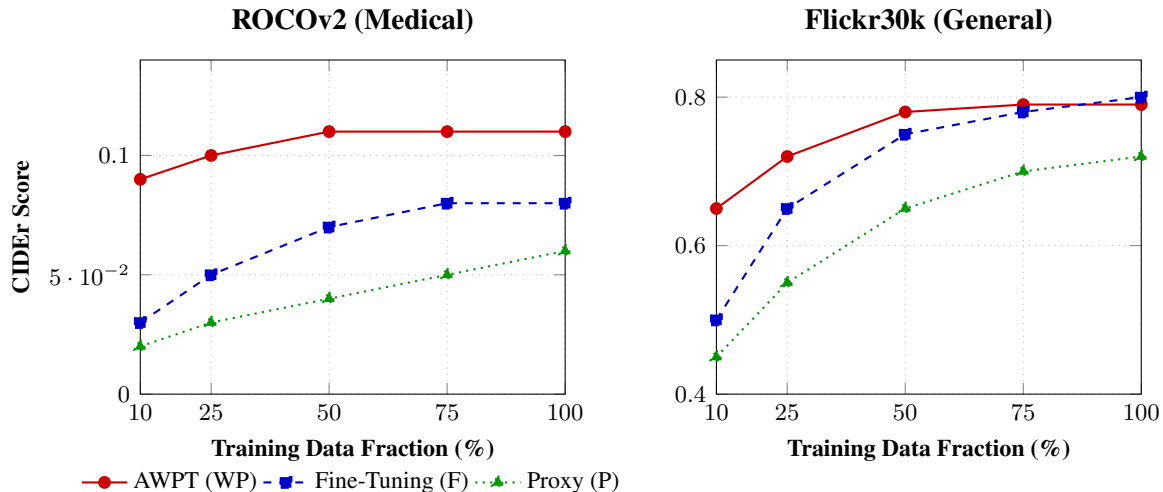 ROCOv2 (Medical)
CIDEr Score
0.1
5 · 10⁻²
0
10 25 50 75 100
Training Data Fraction (%)
Flickr30k (General)
0.8
0.6
0.4
10 25 50 75 100
Training Data Fraction (%)
AWPT (WP) Fine-Tuning (F) Proxy (P)